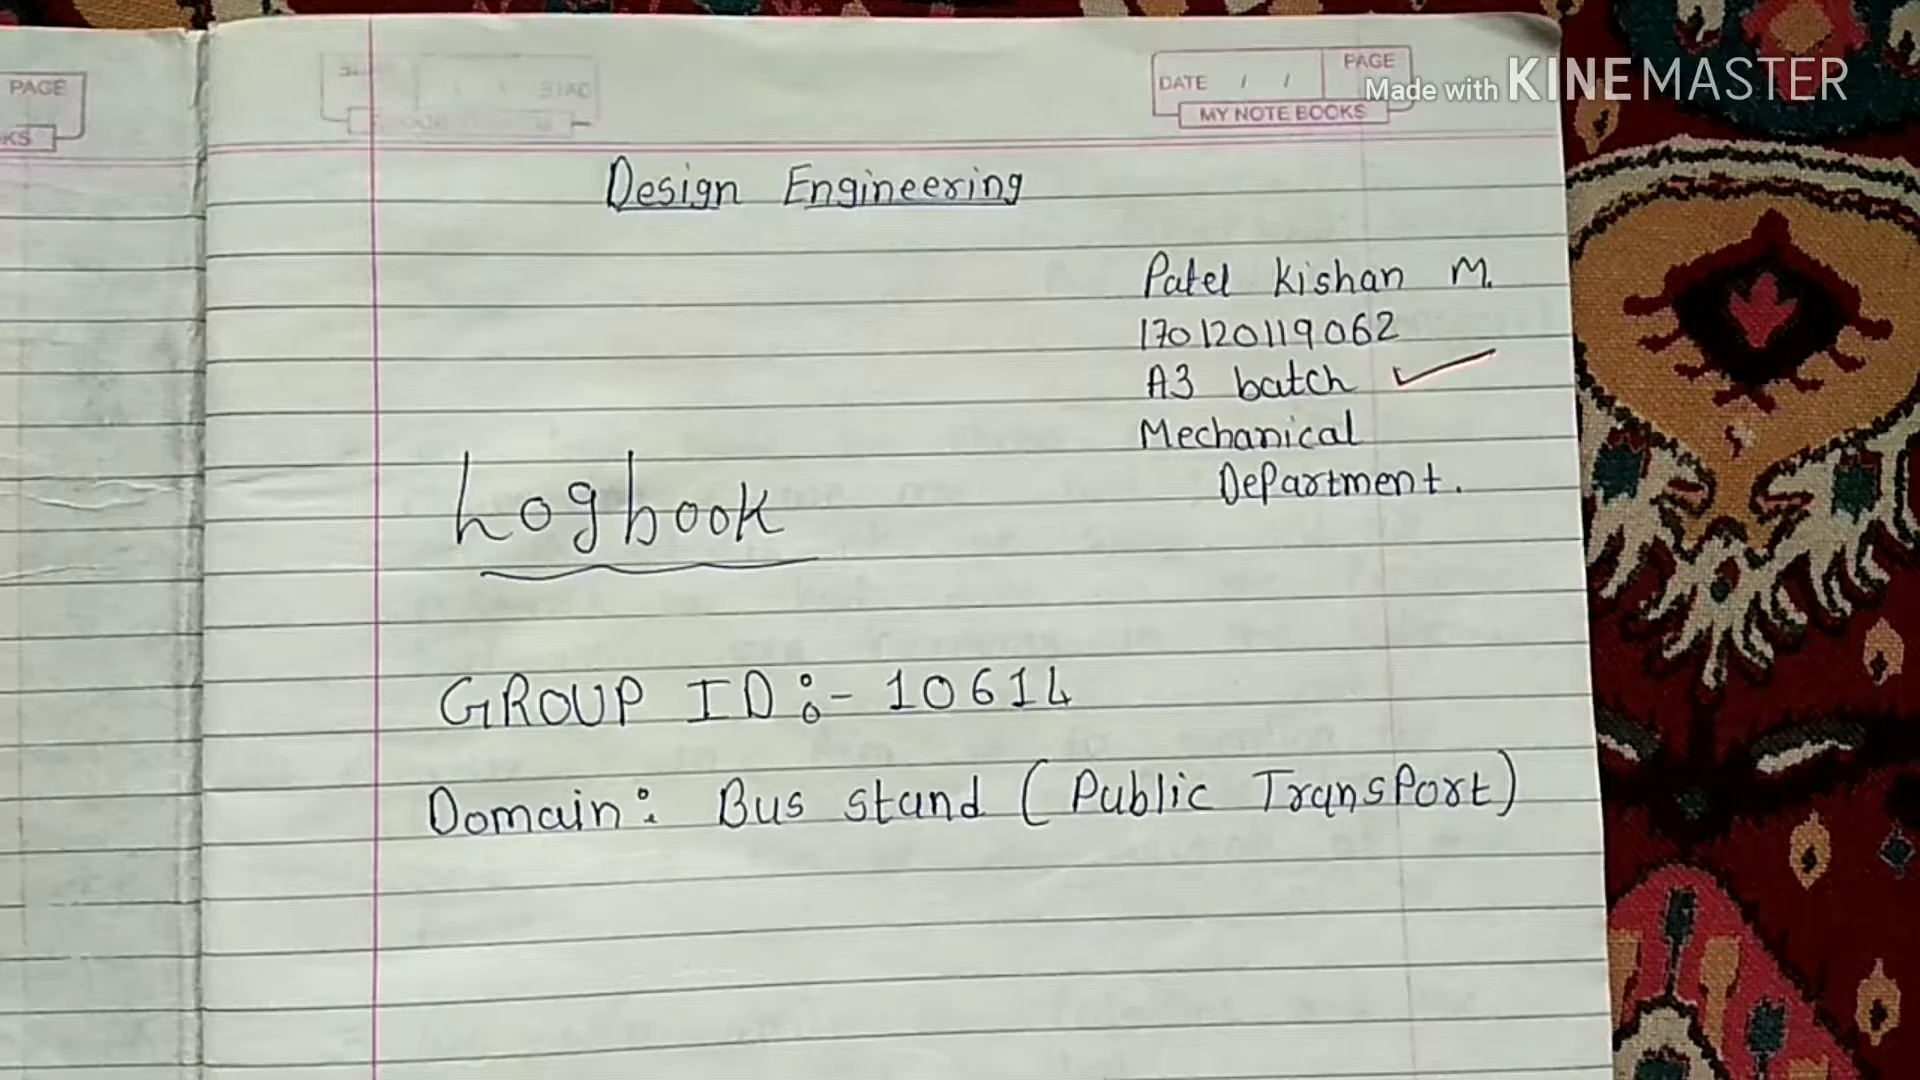 PAGE
KS
DATE / / PAGE
MY NOTE BOOKS
Made with KINEMASTER
Design Engineering
Patel Kishan M.
170120119062
A3 batch
Mechanical
Department.
Logbook
GROUP ID :- 10614
Domain: Bus stand (Public Transport)